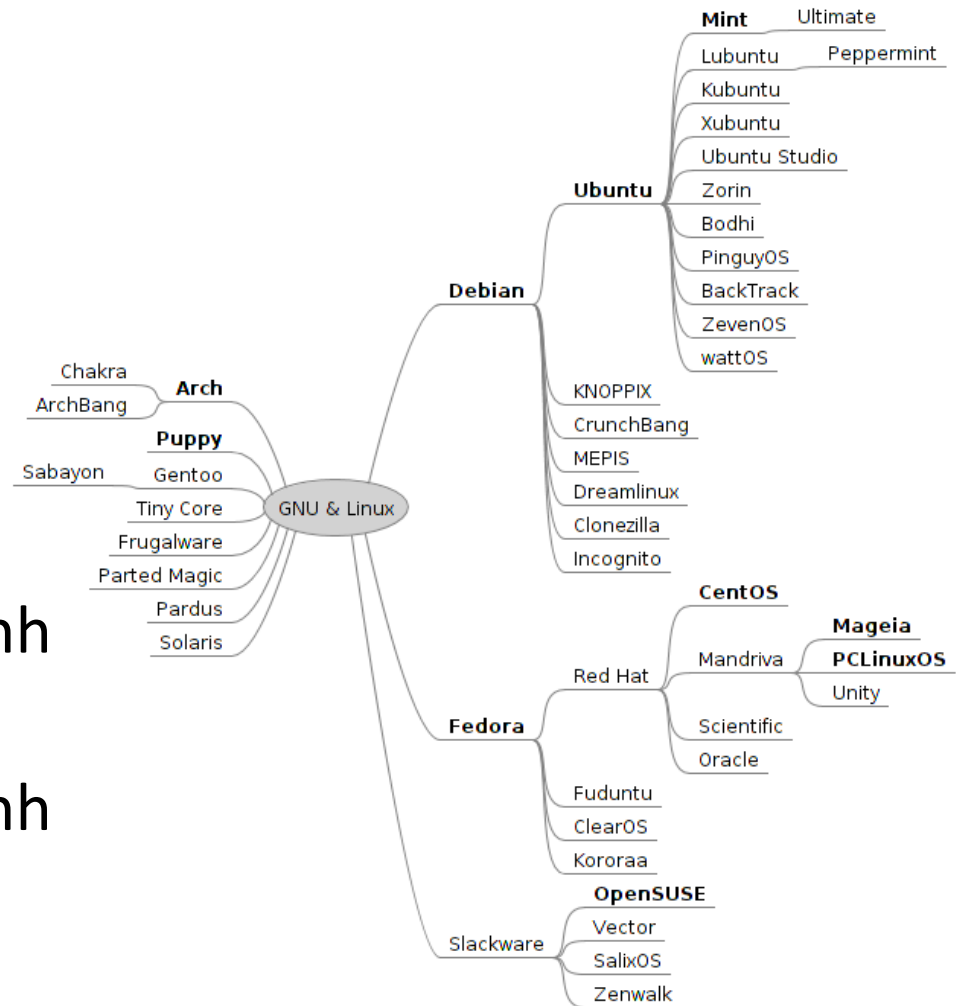 Mint
Ultimate
Lubuntu
Peppermint
Kubuntu
Xubuntu
Ubuntu Studio
Ubuntu
Zorin
Bodhi
PinguyOS
Debian
BackTrack
ZevenOS
wattOS
KNOPPIX
CrunchBang
MEPIS
Dreamlinux
Clonezilla
Incognito
Chakra
Arch
ArchBang
Puppy
Sabayon
Gentoo
Tiny Core
GNU & Linux
Frugalware
Parted Magic
Pardus
Solaris
nh
nh
CentOS
Mageia
Red Hat
Mandriva
PCLinuxOS
Unity
Fedora
Scientific
Oracle
Fuduntu
ClearOS
Kororaa
OpenSUSE
Slackware
Vector
SalixOS
Zenwalk